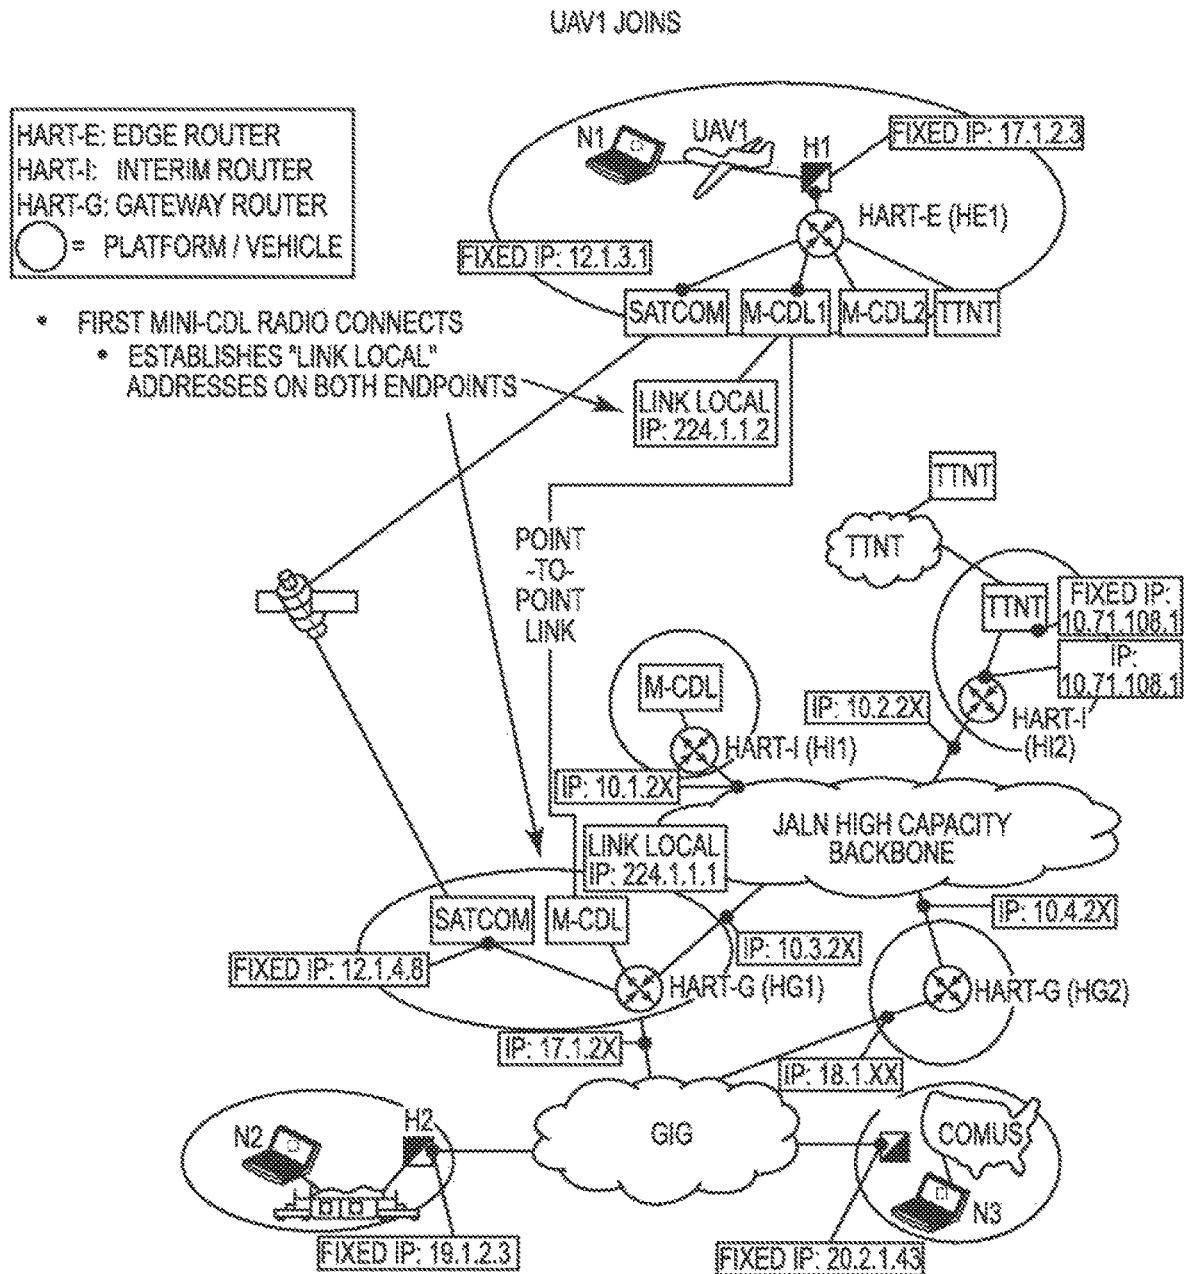 UAV1 JOINS
HART-E: EDGE ROUTER
HART-I: INTERIM ROUTER
HART-G: GATEWAY ROUTER
= PLATFORM / VEHICLE
N1
UAV1
H1
FIXED IP: 17.1.2.3
HART-E (HE1)
FIXED IP: 12.1.3.1
SATCOM
M-CDL1
M-CDL2
TTNT
• FIRST MINI-CDL RADIO CONNECTS
• ESTABLISHES "LINK LOCAL"
ADDRESSES ON BOTH ENDPOINTS
LINK LOCAL
IP: 224.1.1.2
POINT
-TO-
POINT
LINK
TTNT
TTNT
TTNT
FIXED IP:
10.71.108.1
IP:
10.71.108.1
M-CDL
HART-I (HI1)
IP: 10.2.2X
HART-I
(HI2)
IP: 10.1.2X
JALN HIGH CAPACITY
BACKBONE
LINK LOCAL
IP: 224.1.1.1
SATCOM
M-CDL
IP: 10.4.2X
IP: 10.3.2X
FIXED IP: 12.1.4.8
HART-G (HG1)
HART-G (HG2)
IP: 17.1.2X
IP: 18.1.XX
GIG
N2
H2
COMUS
N3
FIXED IP: 19.1.2.3
FIXED IP: 20.2.1.43